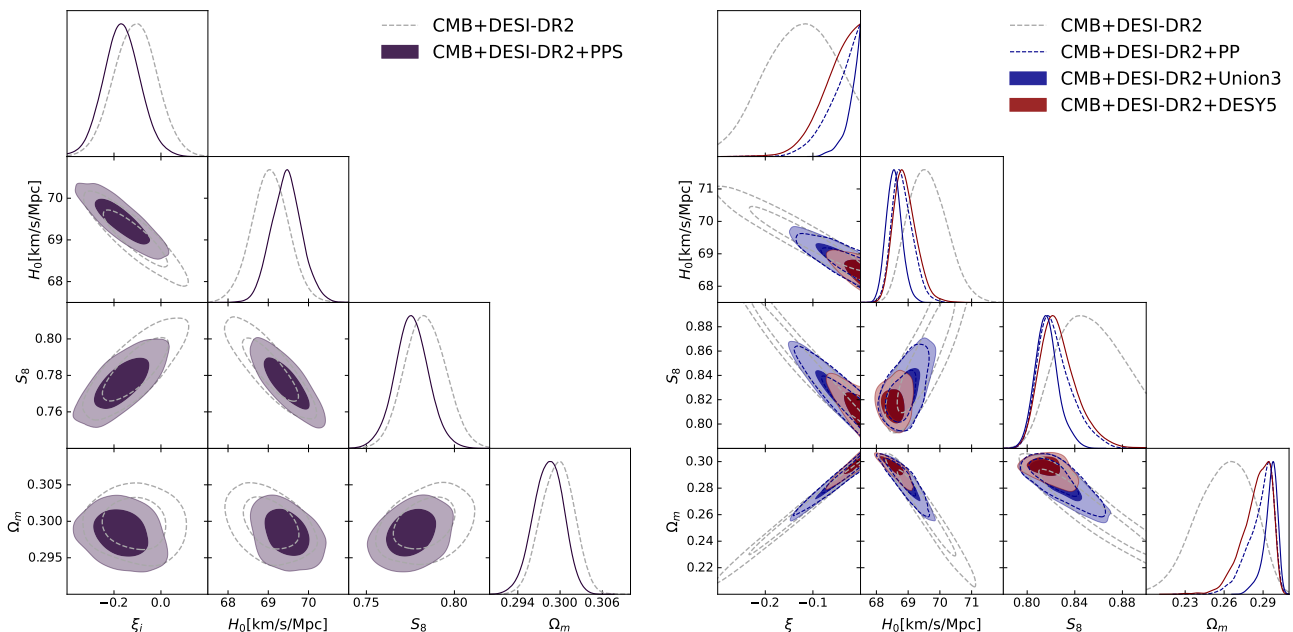 CMB+DESI-DR2
CMB+DESI-DR2+PPS
H₀[km/s/Mpc]
70
69
68
S₈
0.80
0.78
0.76
Ωₘ
0.305
0.300
0.295
−0.2 0.0
ξᵢ
68 69 70
H₀[km/s/Mpc]
0.75 0.80
S₈
0.294 0.300 0.306
Ωₘ
CMB+DESI-DR2
CMB+DESI-DR2+PP
CMB+DESI-DR2+Union3
CMB+DESI-DR2+DESY5
H₀[km/s/Mpc]
71
70
69
68
S₈
0.88
0.86
0.84
0.82
0.80
Ωₘ
0.30
0.28
0.26
0.24
0.22
−0.2 −0.1
ξ
68 69 70 71
H₀[km/s/Mpc]
0.80 0.84 0.88
S₈
0.23 0.26 0.29
Ωₘ